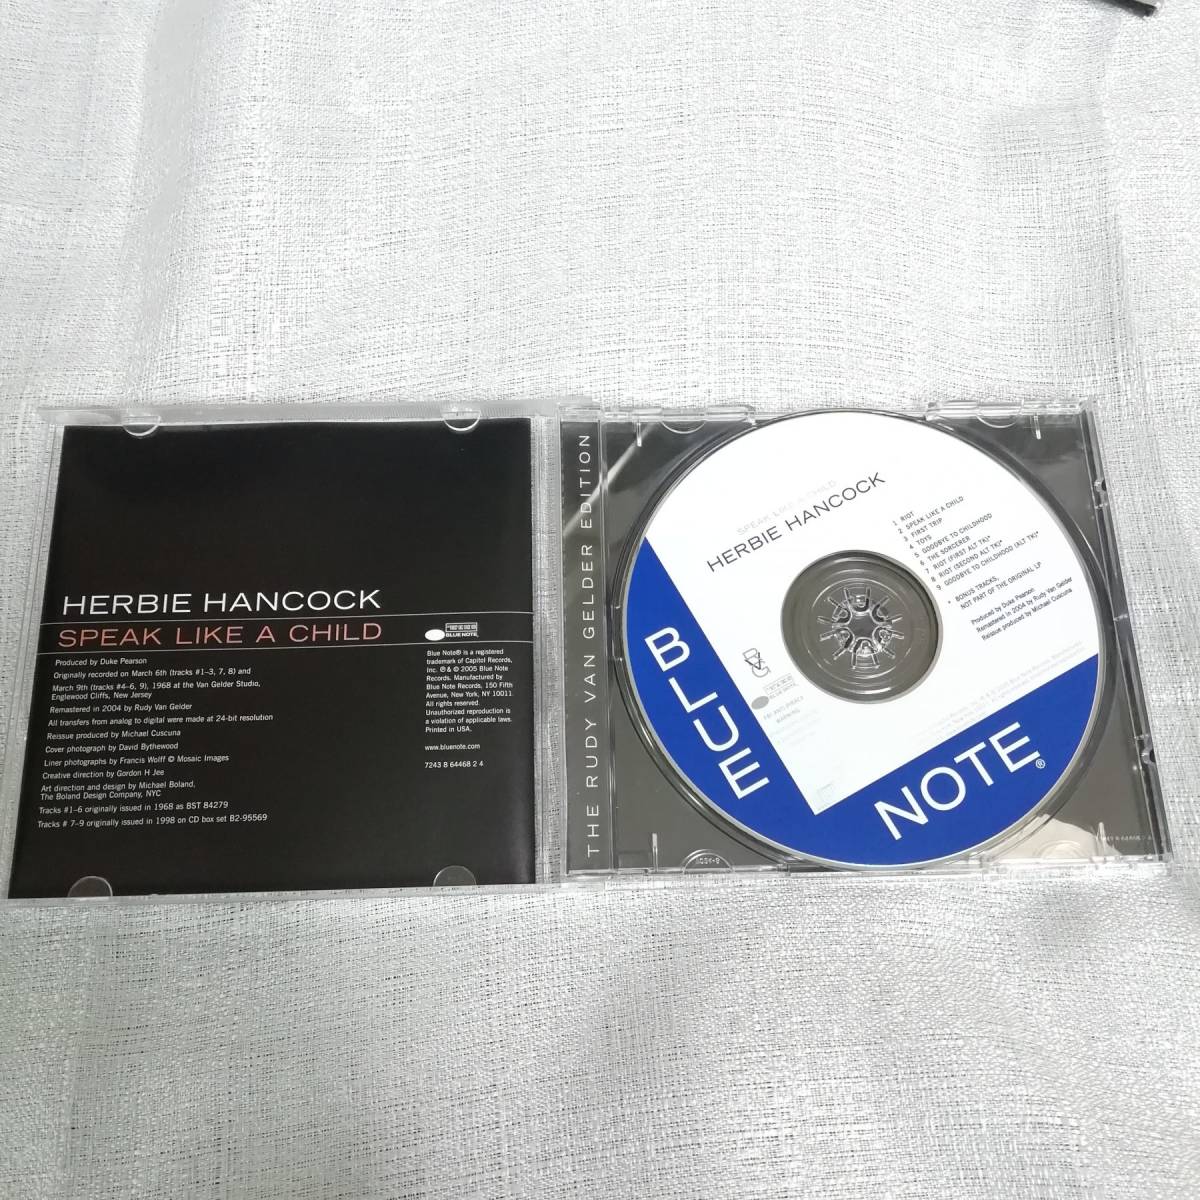 HERBIE HANCOCK
SPEAK LIKE A CHILD
Produced by Duke Pearson
Originally recorded on March 6th (tracks #1–3, 7, 8) and
March 9th (tracks #4–6, 9), 1968 at the Van Gelder Studio,
Englewood Cliffs, New Jersey
Remastered in 2004 by Rudy Van Gelder
All transfers from analog to digital were made at 24-bit resolution
Reissue produced by Michael Cuscuna
Cover photograph by David Bythewood
Liner photographs by Francis Wolff © Mosaic Images
Creative direction by Gordon H Jee
Art direction and design by Michael Boland,
The Boland Design Company, NYC
Tracks #1–6 originally issued in 1968 as BST 84279
Tracks # 7–9 originally issued in 1998 on CD box set B2-95569
BLUE NOTE
Blue Note® is a registered
trademark of Capitol Records,
Inc. ℗ & © 2005 Blue Note
Records. Manufactured by
Blue Note Records, 150 Fifth
Avenue, New York, NY 10011.
All rights reserved.
Unauthorized reproduction is
a violation of applicable laws.
Printed in USA.
www.bluenote.com
7243 8 64468 2 4
THE RUDY VAN GELDER EDITION
SPEAK LIKE A CHILD
HERBIE HANCOCK
1 RIOT
2 SPEAK LIKE A CHILD
3 FIRST TRIP
4 TOYS
5 GOODBYE TO CHILDHOOD
6 THE SORCERER
7 RIOT (FIRST ALT TK)*
8 RIOT (SECOND ALT TK)*
9 GOODBYE TO CHILDHOOD (ALT TK)*
* BONUS TRACKS:
NOT PART OF THE ORIGINAL LP
Produced by Duke Pearson
Remastered in 2004 by Rudy Van Gelder
Reissue produced by Michael Cuscuna
FBI ANTI-PIRACY
WARNING
BLUE
NOTE®